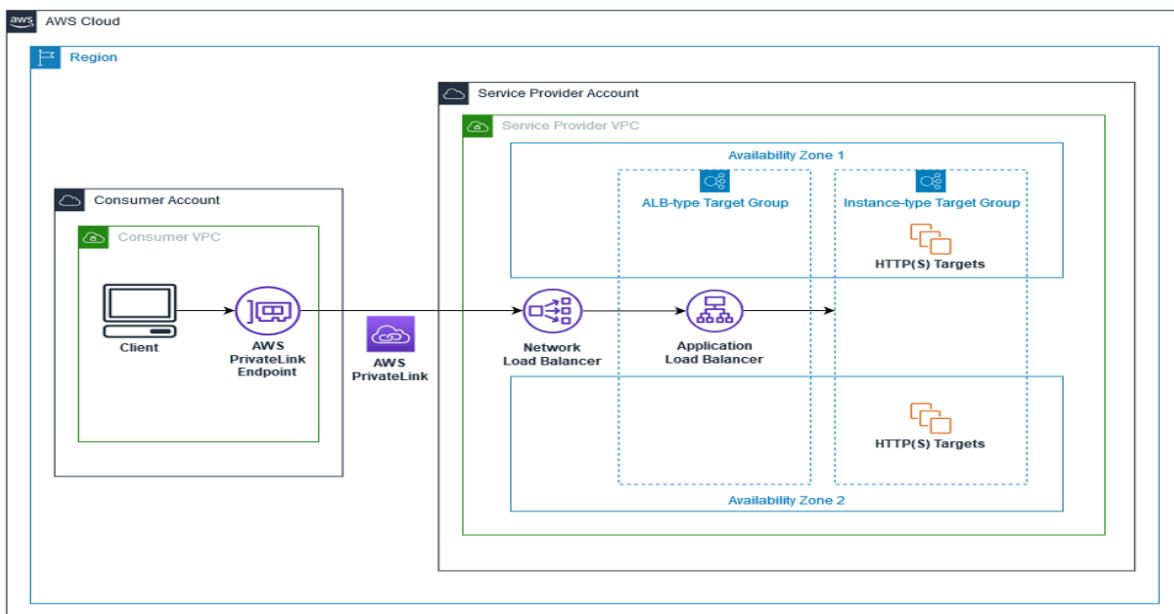 aws
AWS Cloud
Region
Service Provider Account
Service Provider VPC
Availability Zone 1
ALB-type Target Group
Instance-type Target Group
HTTP(S) Targets
Consumer Account
Consumer VPC
Client
AWS
PrivateLink
Endpoint
AWS
PrivateLink
Network
Load Balancer
Application
Load Balancer
HTTP(S) Targets
Availability Zone 2